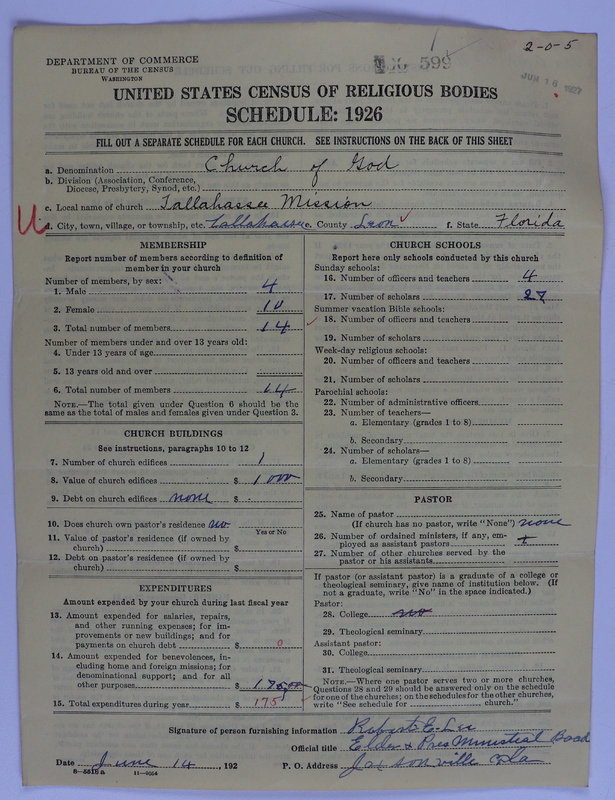 2-0-5
DEPARTMENT OF COMMERCE
BUREAU OF THE CENSUS
WASHINGTON
599
JUN 16 1927
UNITED STATES CENSUS OF RELIGIOUS BODIES
SCHEDULE: 1926
FILL OUT A SEPARATE SCHEDULE FOR EACH CHURCH. SEE INSTRUCTIONS ON THE BACK OF THIS SHEET
a. Denomination Church of God
b. Division (Association, Conference,
Diocese, Presbytery, Synod, etc.)
c. Local name of church Tallahassee Mission
d. City, town, village, or township, etc. Tallahassee e. County Leon f. State Florida
MEMBERSHIP
Report number of members according to definition of
member in your church
Number of members, by sex:
1. Male 4
2. Female 10
3. Total number of members 14
Number of members under and over 13 years old:
4. Under 13 years of age
5. 13 years old and over
6. Total number of members 14
NOTE.—The total given under Question 6 should be
the same as the total of males and females given under Question 3.
CHURCH BUILDINGS
See instructions, paragraphs 10 to 12
7. Number of church edifices 1
8. Value of church edifices $ 1000
9. Debt on church edifices none $ -
10. Does church own pastor's residence no
Yes or No
11. Value of pastor's residence (if owned by
church) $
12. Debt on pastor's residence (if owned by
church) $
EXPENDITURES
Amount expended by your church during last fiscal year
13. Amount expended for salaries, repairs,
and other running expenses; for im-
provements or new buildings; and for
payments on church debt $ 0
14. Amount expended for benevolences, in-
cluding home and foreign missions; for
denominational support; and for all
other purposes $ 175.00
15. Total expenditures during year $ 175
CHURCH SCHOOLS
Report here only schools conducted by this church
Sunday schools:
16. Number of officers and teachers 4
17. Number of scholars 27
Summer vacation Bible schools:
18. Number of officers and teachers
19. Number of scholars
Week-day religious schools:
20. Number of officers and teachers
21. Number of scholars
Parochial schools:
22. Number of administrative officers
23. Number of teachers—
a. Elementary (grades 1 to 8)
b. Secondary
24. Number of scholars—
a. Elementary (grades 1 to 8)
b. Secondary
PASTOR
25. Name of pastor
(If church has no pastor, write "None") none
26. Number of ordained ministers, if any, em-
ployed as assistant pastors
27. Number of other churches served by the
pastor or his assistants
If pastor (or assistant pastor) is a graduate of a college or
theological seminary, give name of institution below. (If
not a graduate, write "No" in the space indicated.)
Pastor:
28. College no
29. Theological seminary
Assistant pastor:
30. College
31. Theological seminary
NOTE.—Where one pastor serves two or more churches,
Questions 28 and 29 should be answered only on the schedule
for one of the churches; on the schedules for the other churches,
write "See schedule for church."
Signature of person furnishing information Robert E. Lee
Official title Elder & Pres Ministeial Boad
Date June 14, 192 P. O. Address Jacksonville Fla
8-5518a 11-9504